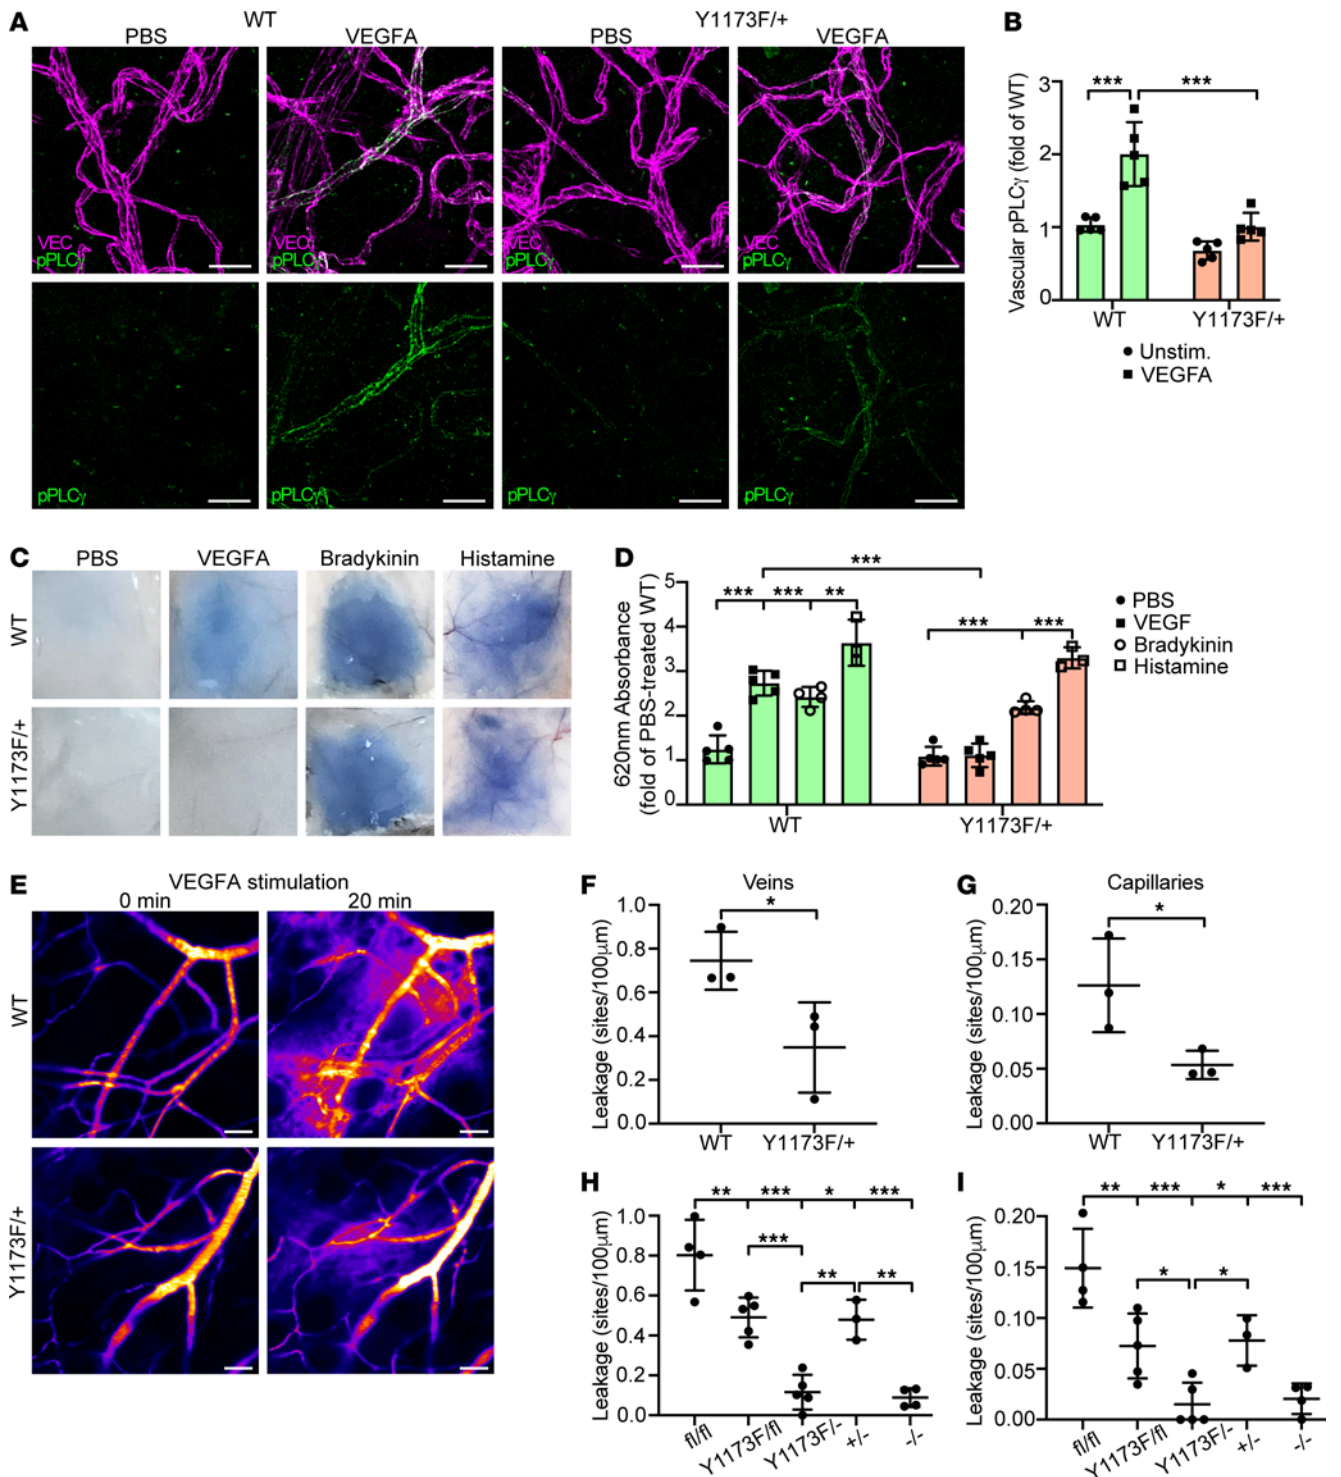 A
WT
Y1173F/+
PBS
VEGFA
PBS
VEGFA
VEC
pPLCγ
VEC
pPLCγ
VEC
pPLCγ
VEC
pPLCγ
pPLCγ
pPLCγ
pPLCγ
pPLCγ
B
Vascular pPLCγ (fold of WT)
3
2
1
0
***
***
WT
Y1173F/+
Unstim.
VEGFA
C
PBS
VEGFA
Bradykinin
Histamine
WT
Y1173F/+
D
620nm Absorbance
(fold of PBS-treated WT)
5
4
3
2
1
0
***
***
***
**
***
***
WT
Y1173F/+
PBS
VEGF
Bradykinin
Histamine
E
VEGFA stimulation
0 min
20 min
WT
Y1173F/+
F
Veins
Leakage (sites/100µm)
1.0
0.8
0.6
0.4
0.2
0.0
*
WT
Y1173F/+
G
Capillaries
Leakage (sites/100µm)
0.20
0.15
0.10
0.05
0.00
*
WT
Y1173F/+
H
Leakage (sites/100µm)
1.0
0.8
0.6
0.4
0.2
0.0
** *** * ***
***
** **
fl/fl
Y1173F/fl
Y1173F/-
+/-
-/-
I
Leakage (sites/100µm)
0.20
0.15
0.10
0.05
0.00
** *** * ***
* *
fl/fl
Y1173F/fl
Y1173F/-
+/-
-/-